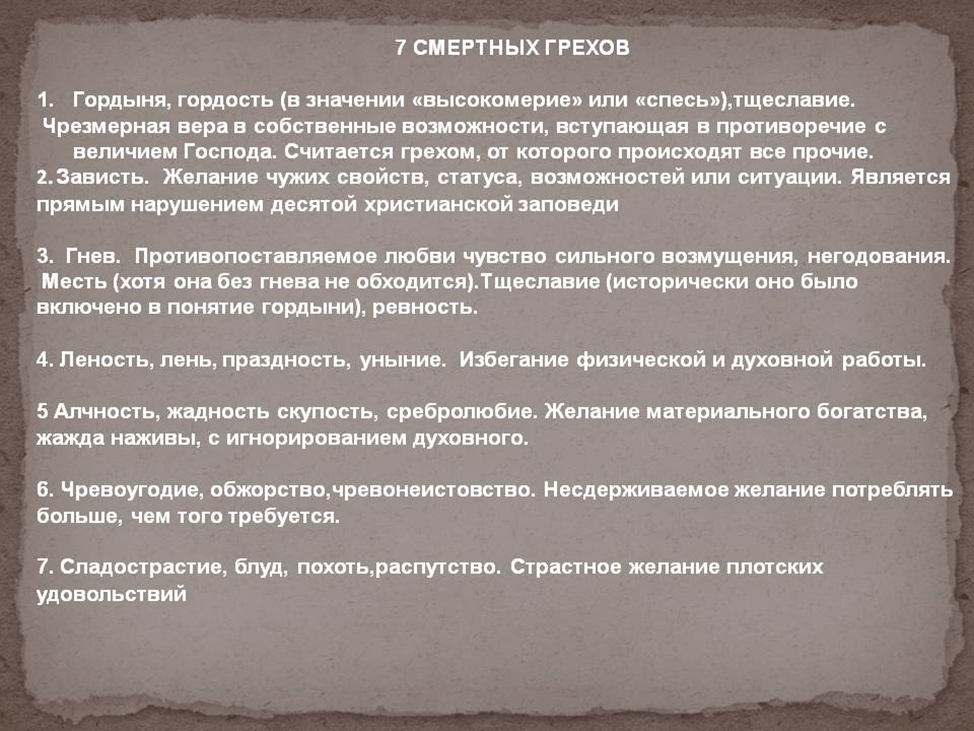 7 СМЕРТНЫХ ГРЕХОВ
1. Гордыня, гордость (в значении «высокомерие» или «спесь»),тщеславие.
Чрезмерная вера в собственные возможности, вступающая в противоречие с
величием Господа. Считается грехом, от которого происходят все прочие.
2. Зависть. Желание чужих свойств, статуса, возможностей или ситуации. Является
прямым нарушением десятой христианской заповеди
3. Гнев. Противопоставляемое любви чувство сильного возмущения, негодования.
Месть (хотя она без гнева не обходится).Тщеславие (исторически оно было
включено в понятие гордыни), ревность.
4. Леность, лень, праздность, уныние. Избегание физической и духовной работы.
5 Алчность, жадность скупость, сребролюбие. Желание материального богатства,
жажда наживы, с игнорированием духовного.
6. Чревоугодие, обжорство,чревонеистовство. Несдерживаемое желание потреблять
больше, чем того требуется.
7. Сладострастие, блуд, похоть,распутство. Страстное желание плотских
удовольствий